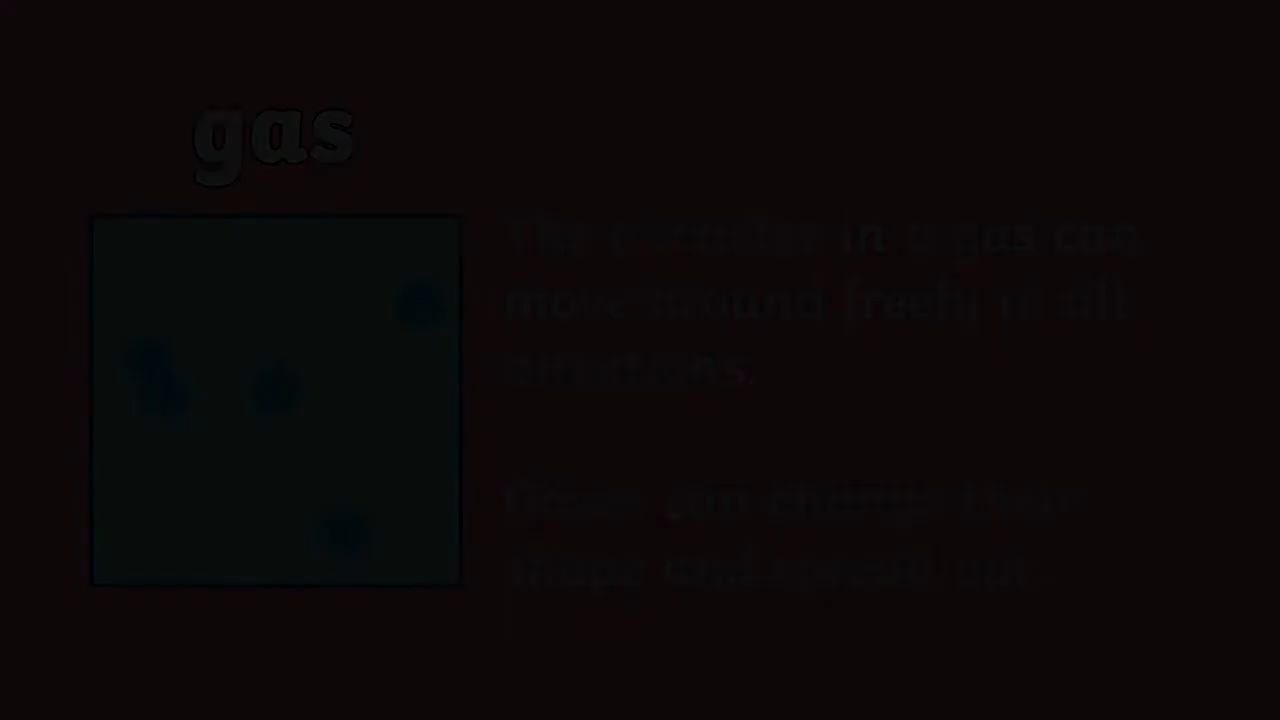 gas
The particles in a gas can
move around freely in all
directions.
Gases can change their
shape and spread out